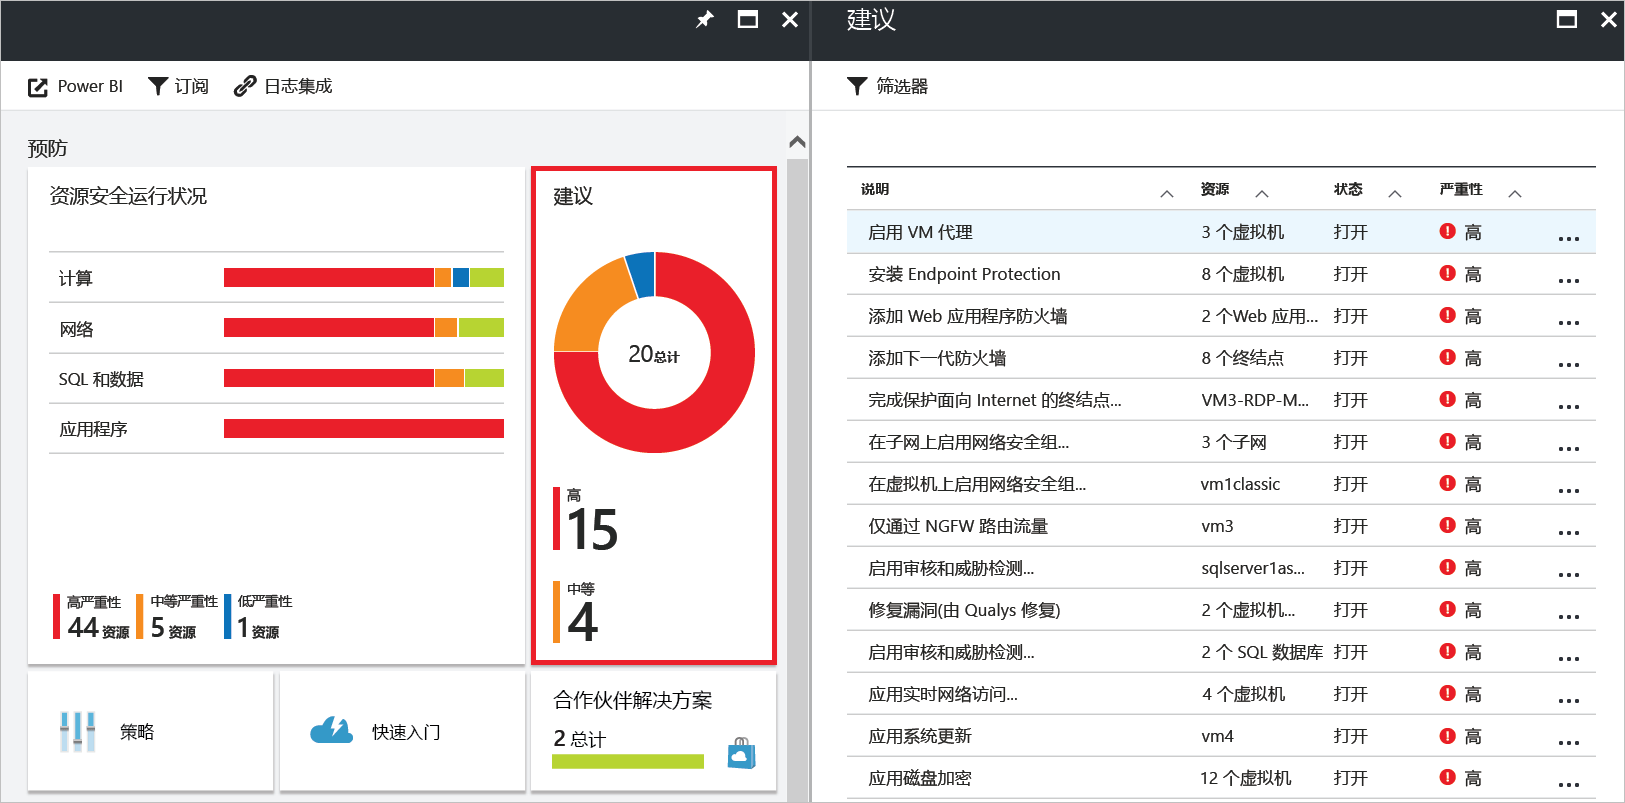 建议
Power BI 订阅 日志集成
筛选器
预防
资源安全运行状况
计算
网络
SQL 和数据
应用程序
高严重性
44 资源
中等严重性
5 资源
低严重性
1 资源
建议
20总计
高
15
中等
4
策略
快速入门
合作伙伴解决方案
2 总计
说明 资源 状态 严重性
启用 VM 代理 3 个虚拟机 打开 高 ...
安装 Endpoint Protection 8 个虚拟机 打开 高 ...
添加 Web 应用程序防火墙 2 个Web 应用... 打开 高 ...
添加下一代防火墙 8 个终结点 打开 高 ...
完成保护面向 Internet 的终结点... VM3-RDP-M... 打开 高 ...
在子网上启用网络安全组... 3 个子网 打开 高 ...
在虚拟机上启用网络安全组... vm1classic 打开 高 ...
仅通过 NGFW 路由流量 vm3 打开 高 ...
启用审核和威胁检测... sqlserver1as... 打开 高 ...
修复漏洞(由 Qualys 修复) 2 个虚拟机... 打开 高 ...
启用审核和威胁检测... 2 个 SQL 数据库 打开 高 ...
应用实时网络访问... 4 个虚拟机 打开 高 ...
应用系统更新 vm4 打开 高 ...
应用磁盘加密 12 个虚拟机 打开 高 ...